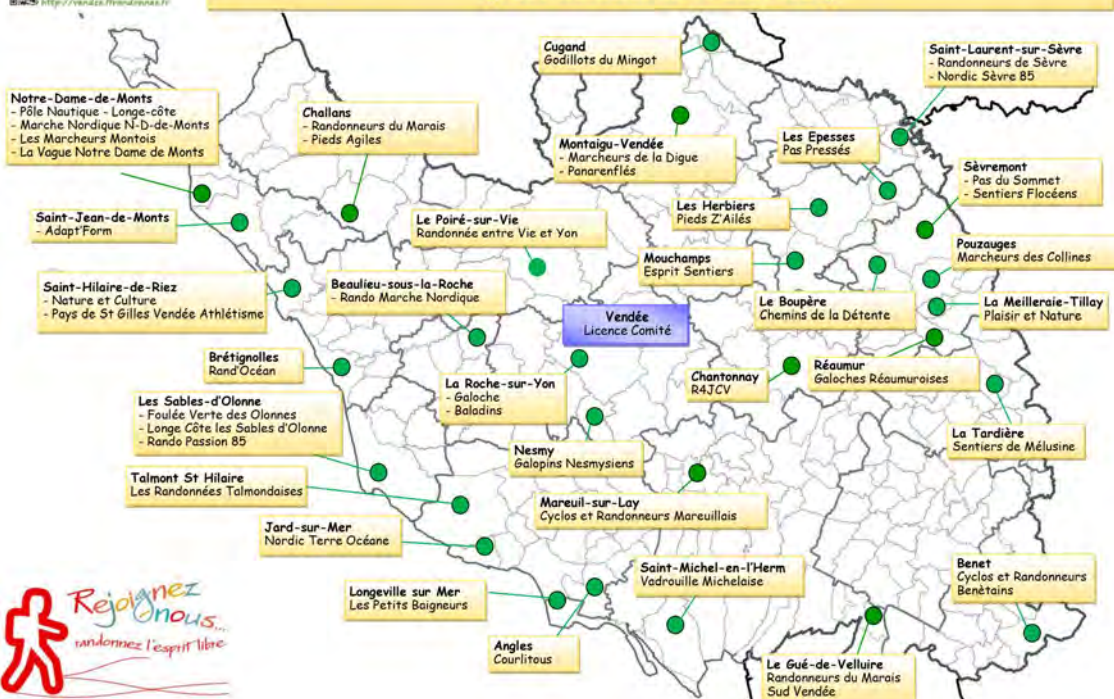 http://vendee.ffrandonnee.fr
Cugand
Godillots du Mingot
Saint-Laurent-sur-Sèvre
- Randonneurs de Sèvre
- Nordic Sèvre 85
Notre-Dame-de-Monts
- Pôle Nautique - Longe-côte
- Marche Nordique N-D-de-Monts
- Les Marcheurs Montois
- La Vague Notre Dame de Monts
Challans
- Randonneurs du Marais
- Pieds Agiles
Montaigu-Vendée
- Marcheurs de la Digue
- Panarenflés
Les Epesses
Pas Pressés
Sèvremont
- Pas du Sommet
- Sentiers Flocéens
Saint-Jean-de-Monts
- Adapt'Form
Le Poiré-sur-Vie
Randonnée entre Vie et Yon
Les Herbiers
Pieds Z'Ailés
Pouzauges
Marcheurs des Collines
Mouchamps
Esprit Sentiers
Saint-Hilaire-de-Riez
- Nature et Culture
- Pays de St Gilles Vendée Athlétisme
Beaulieu-sous-la-Roche
- Rando Marche Nordique
Vendée
Licence Comité
Le Boupère
Chemins de la Détente
La Meilleraie-Tillay
Plaisir et Nature
Brétignolles
Rand'Océan
La Roche-sur-Yon
- Galoche
- Baladins
Chantonnay
R4JCV
Réaumur
Galoches Réaumuroises
Les Sables-d'Olonne
- Foulée Verte des Olonnes
- Longe Côte les Sables d'Olonne
- Rando Passion 85
Nesmy
Galopins Nesmysiens
La Tardière
Sentiers de Mélusine
Talmont St Hilaire
Les Randonnées Talmondaises
Mareuil-sur-Lay
Cyclos et Randonneurs Mareuillais
Jard-sur-Mer
Nordic Terre Océane
Saint-Michel-en-l'Herm
Vadrouille Michelaise
Benet
Cyclos et Randonneurs
Benètains
Longeville sur Mer
Les Petits Baigneurs
Angles
Courlitous
Le Gué-de-Velluire
Randonneurs du Marais
Sud Vendée
Rejoignez
nous...
randonnez l'esprit libre